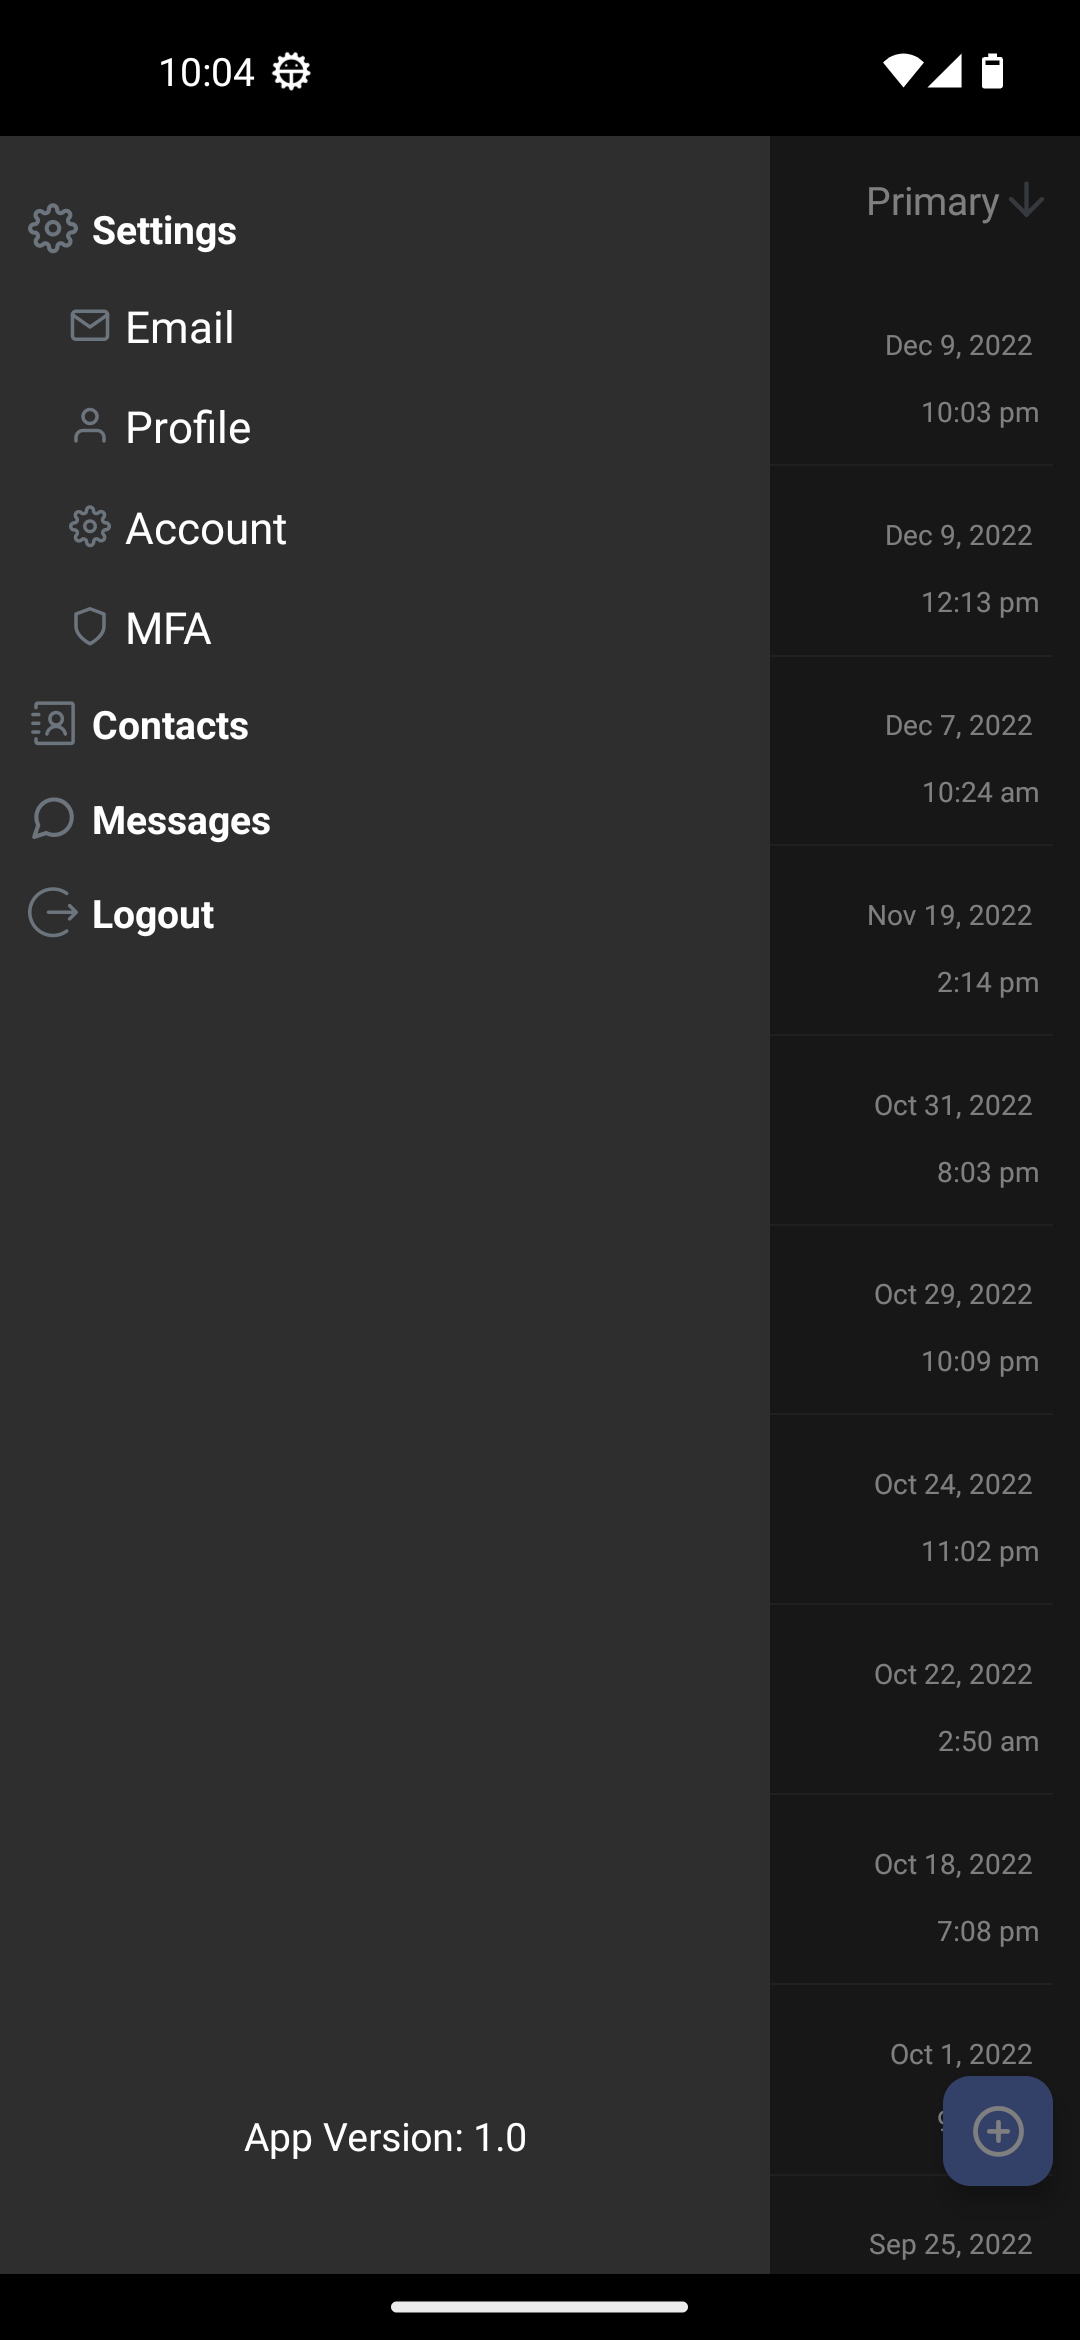 10:04
Settings
Email
Profile
Account
MFA
Contacts
Messages
Logout
App Version: 1.0
Primary
Dec 9, 2022
10:03 pm
Dec 9, 2022
12:13 pm
Dec 7, 2022
10:24 am
Nov 19, 2022
2:14 pm
Oct 31, 2022
8:03 pm
Oct 29, 2022
10:09 pm
Oct 24, 2022
11:02 pm
Oct 22, 2022
2:50 am
Oct 18, 2022
7:08 pm
Oct 1, 2022
Sep 25, 2022